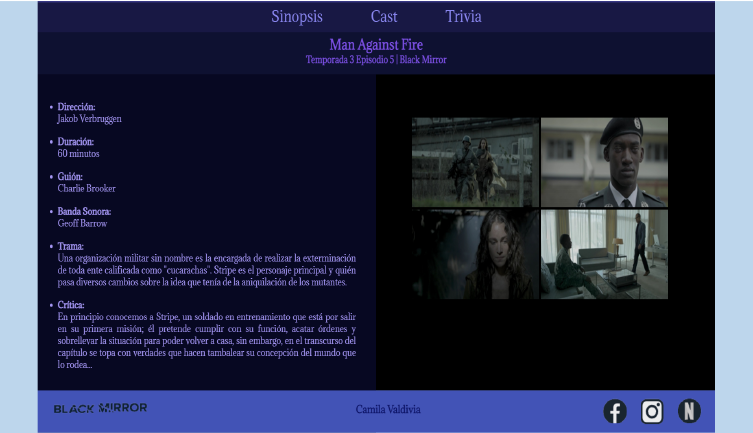 Sinopsis Cast Trivia
Man Against Fire
Temporada 3 Episodio 5 | Black Mirror
• Dirección:
Jakob Verbruggen
• Duración:
60 minutos
• Guión:
Charlie Brooker
• Banda Sonora:
Geoff Barrow
• Trama:
Una organización militar sin nombre es la encargada de realizar la exterminación
de toda ente calificada como "cucarachas". Stripe es el personaje principal y quién
pasa diversos cambios sobre la idea que tenía de la aniquilación de los mutantes.
• Crítica:
En principio conocemos a Stripe, un soldado en entrenamiento que está por salir
en su primera misión; él pretende cumplir con su función, acatar órdenes y
sobrellevar la situación para poder volver a casa, sin embargo, en el transcurso del
capítulo se topa con verdades que hacen tambalear su concepción del mundo que
lo rodea...
BLACK MIRROR
Camila Valdivia
f
N